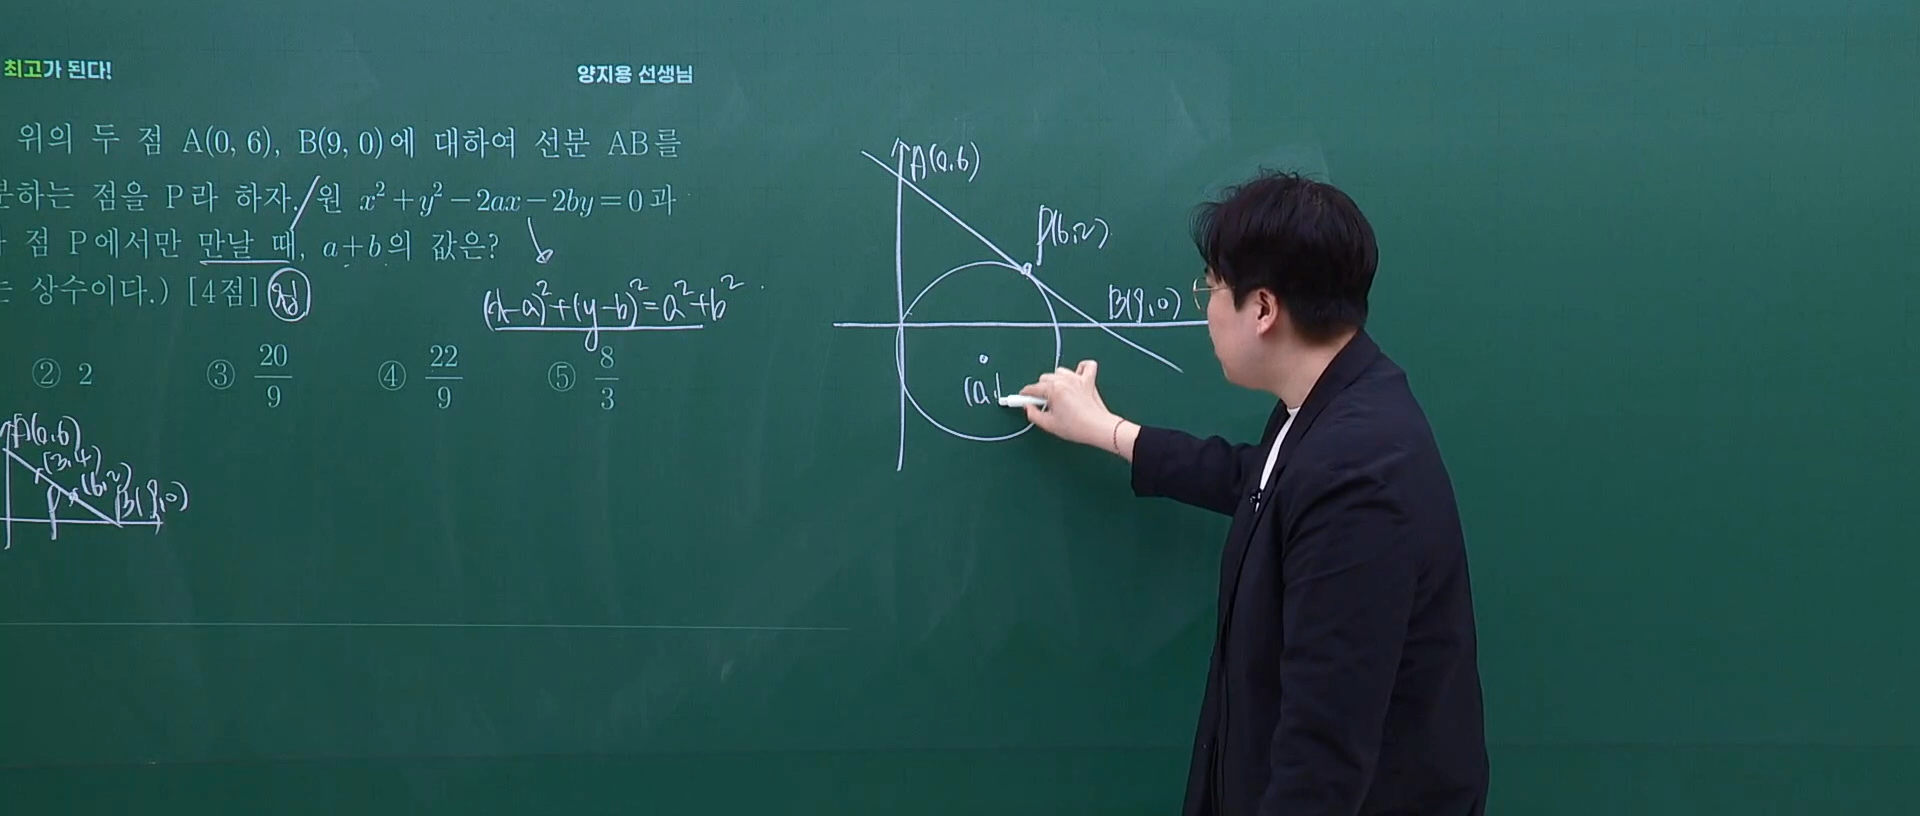 최고가 된다!
양지용 선생님
위의 두 점 A(0, 6), B(9, 0)에 대하여 선분 AB를
분하는 점을 P라 하자. 원 x²+y²−2ax−2by=0과
점 P에서만 만날 때, a+b의 값은?
는 상수이다.) [4점]
(x-a)²+(y-b)²=a²+b²
② 2 ③ 20/9 ④ 22/9 ⑤ 8/3
A(0,6)
(3,4)
(6,2)
P
B(9,0)
A(0,6)
P(6,2)
B(9,0)
(a,